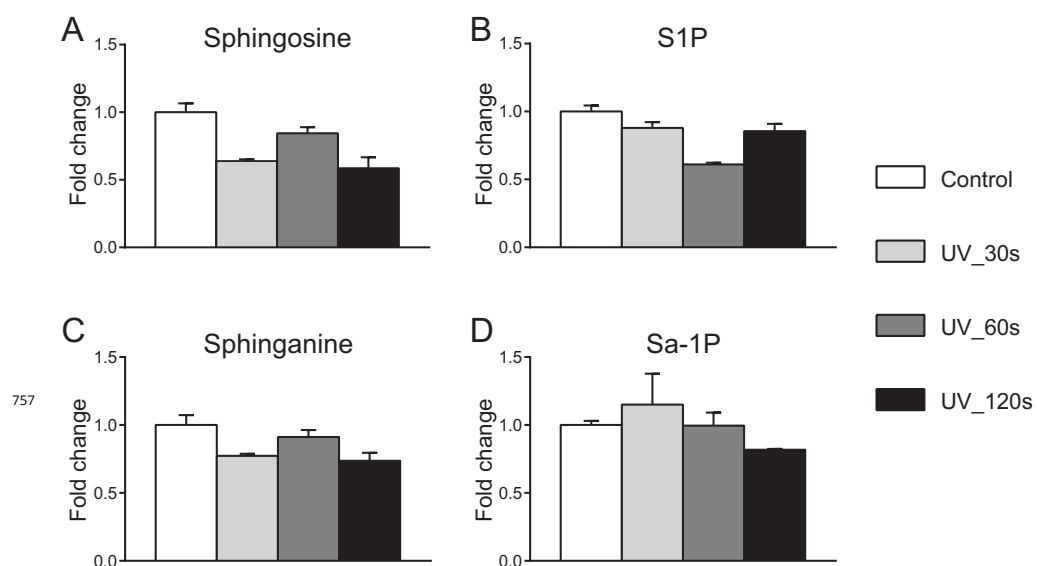 A
Sphingosine
1.5
1.0
0.5
0.0
Fold change
B
S1P
1.5
1.0
0.5
0.0
Fold change
Control
UV_30s
UV_60s
UV_120s
C
Sphinganine
1.5
1.0
0.5
0.0
Fold change
D
Sa-1P
1.5
1.0
0.5
0.0
Fold change
757